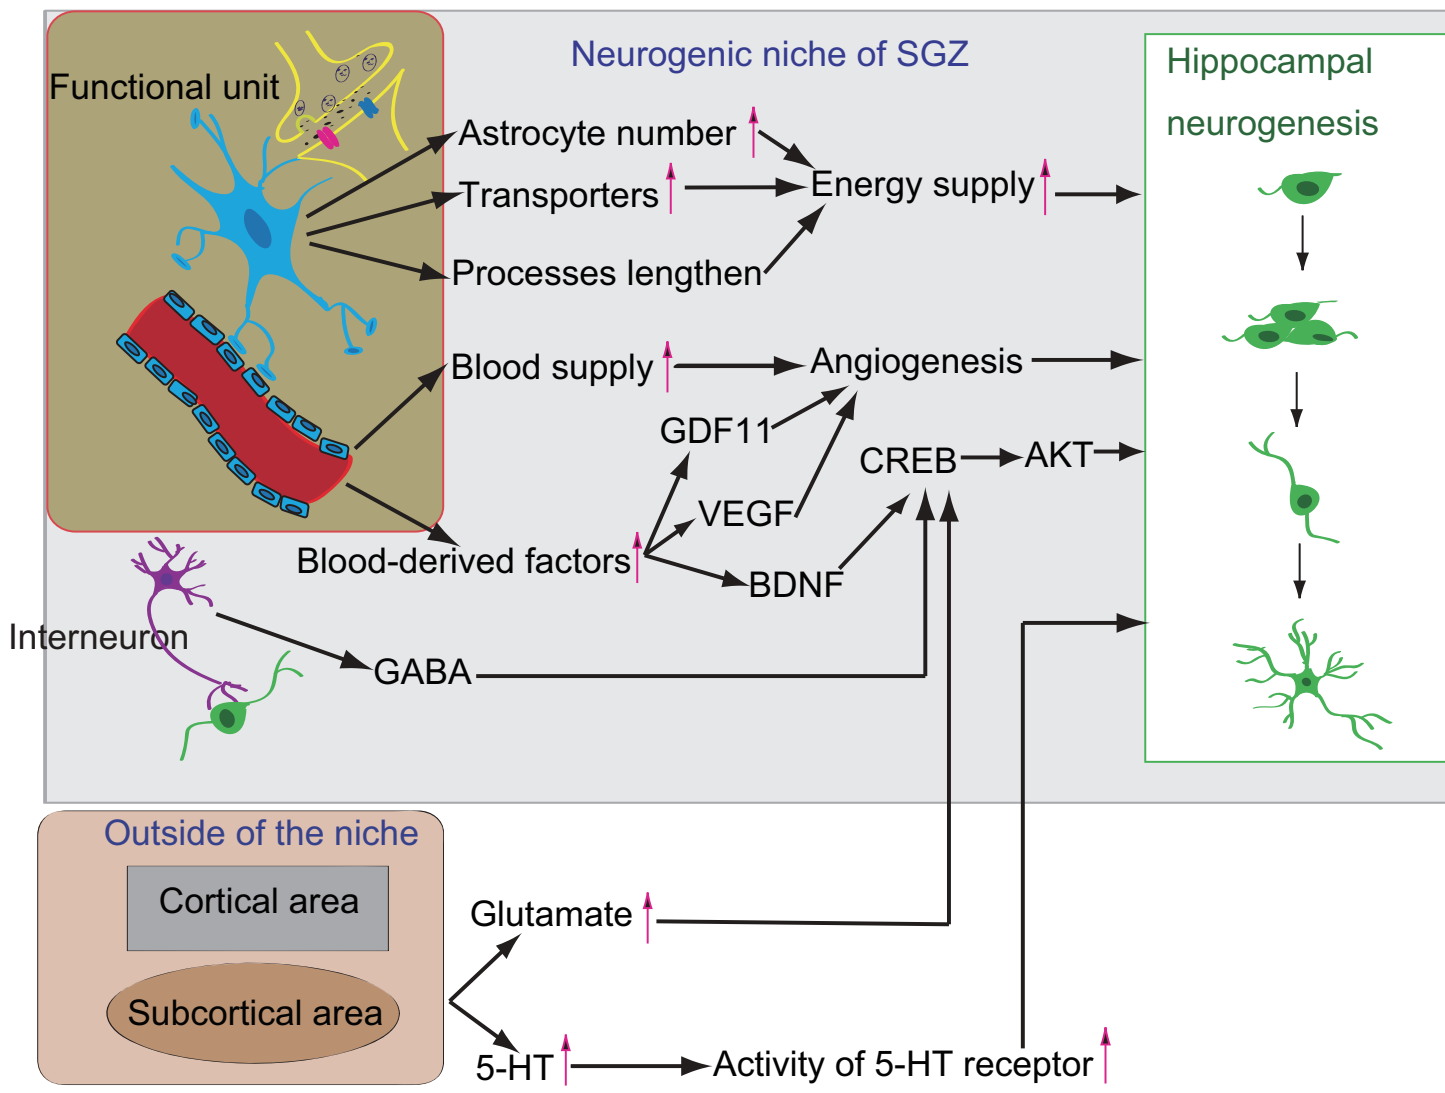 Neurogenic niche of SGZ
Hippocampal
neurogenesis
Functional unit
Astrocyte number
Transporters
Energy supply
Processes lengthen
Blood supply
Angiogenesis
GDF11
CREB
AKT
VEGF
Blood-derived factors
BDNF
Interneuron
GABA
Outside of the niche
Cortical area
Glutamate
Subcortical area
5-HT
Activity of 5-HT receptor